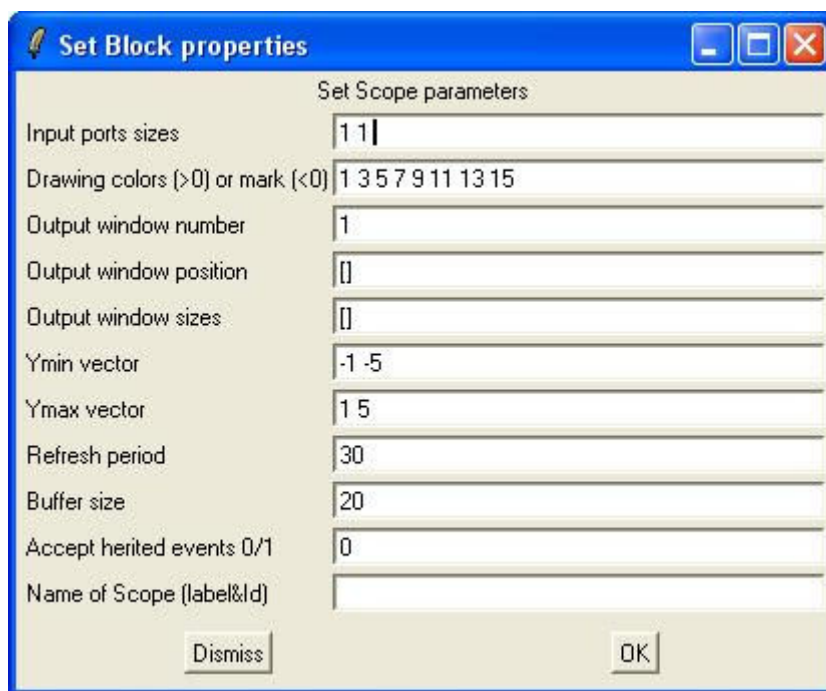 Set Block properties
Set Scope parameters
Input ports sizes 1 1
Drawing colors (>0) or mark (<0) 1 3 5 7 9 11 13 15
Output window number 1
Output window position []
Output window sizes []
Ymin vector -1 -5
Ymax vector 1 5
Refresh period 30
Buffer size 20
Accept herited events 0/1 0
Name of Scope (label&Id)
Dismiss OK